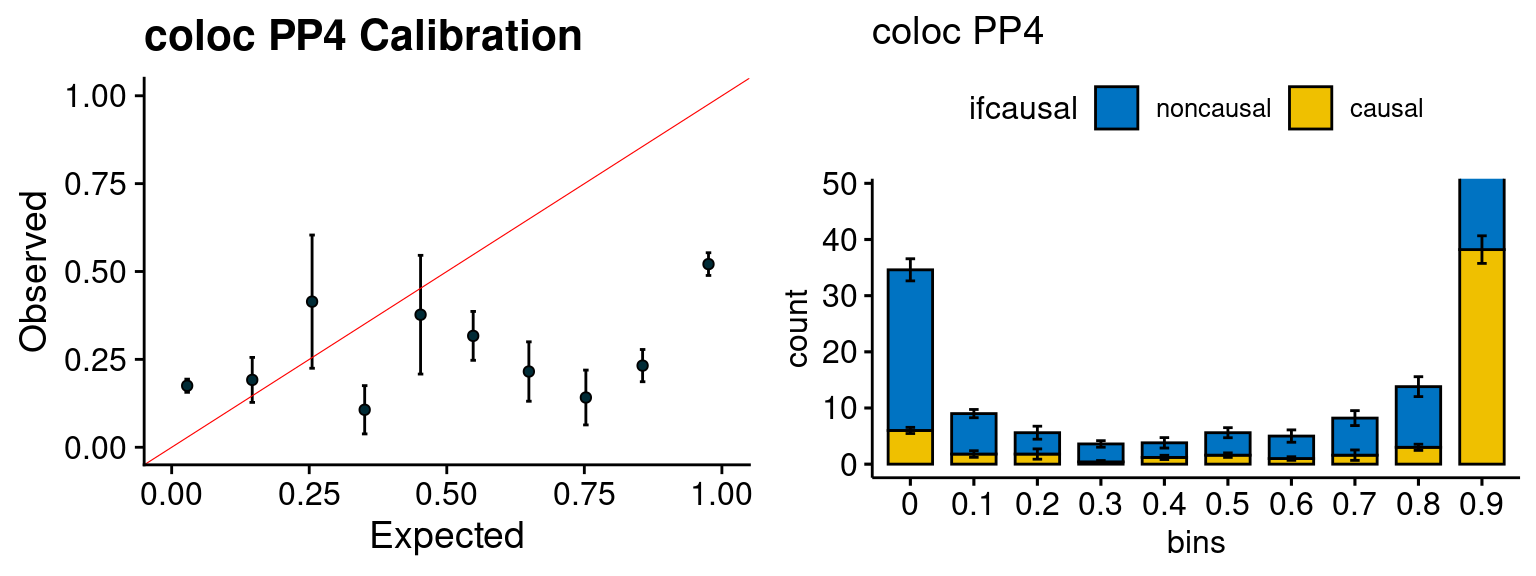 coloc PP4 Calibration
Observed
1.00
0.75
0.50
0.25
0.00
0.00 0.25 0.50 0.75 1.00
Expected
coloc PP4
ifcausal noncausal causal
count
50
40
30
20
10
0
0 0.1 0.2 0.3 0.4 0.5 0.6 0.7 0.8 0.9
bins